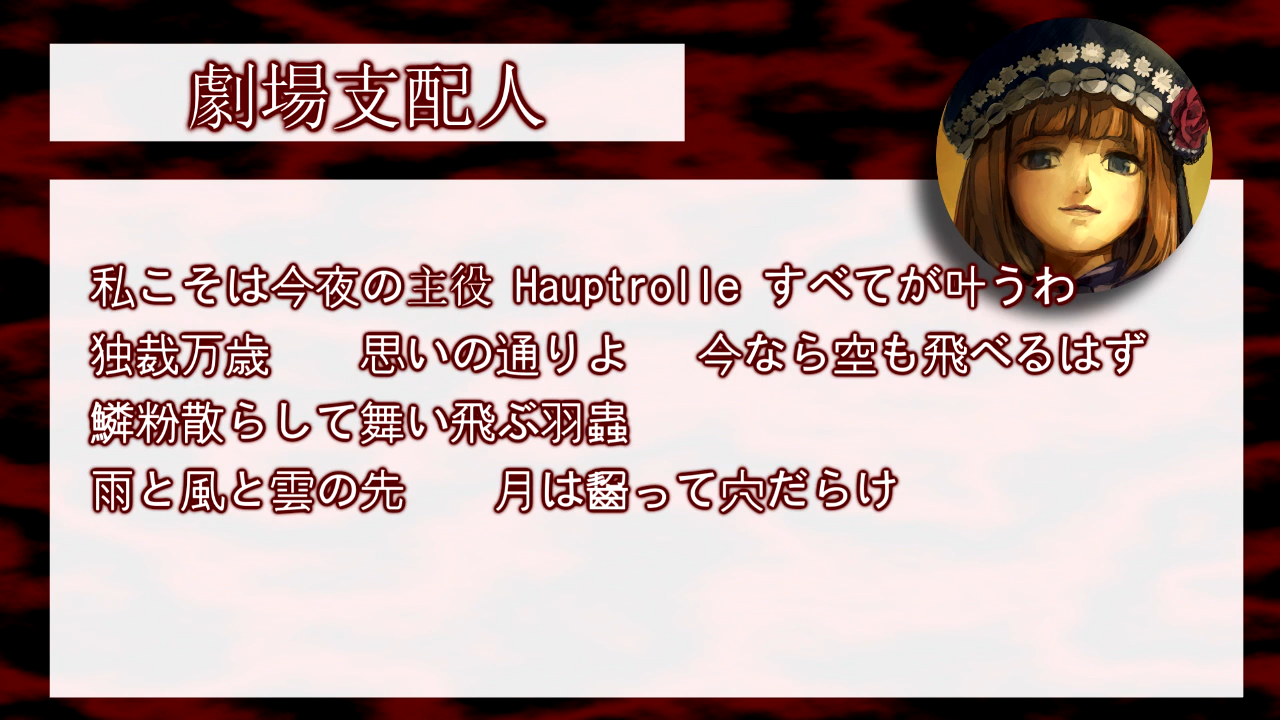 劇場支配人
私こそは今夜の主役 Hauptrolle すべてが叶うわ
独裁万歳　　思いの通りよ　 今なら空も飛べるはず
鱗粉散らして舞い飛ぶ羽蟲
雨と風と雲の先　　月は齧って穴だらけ